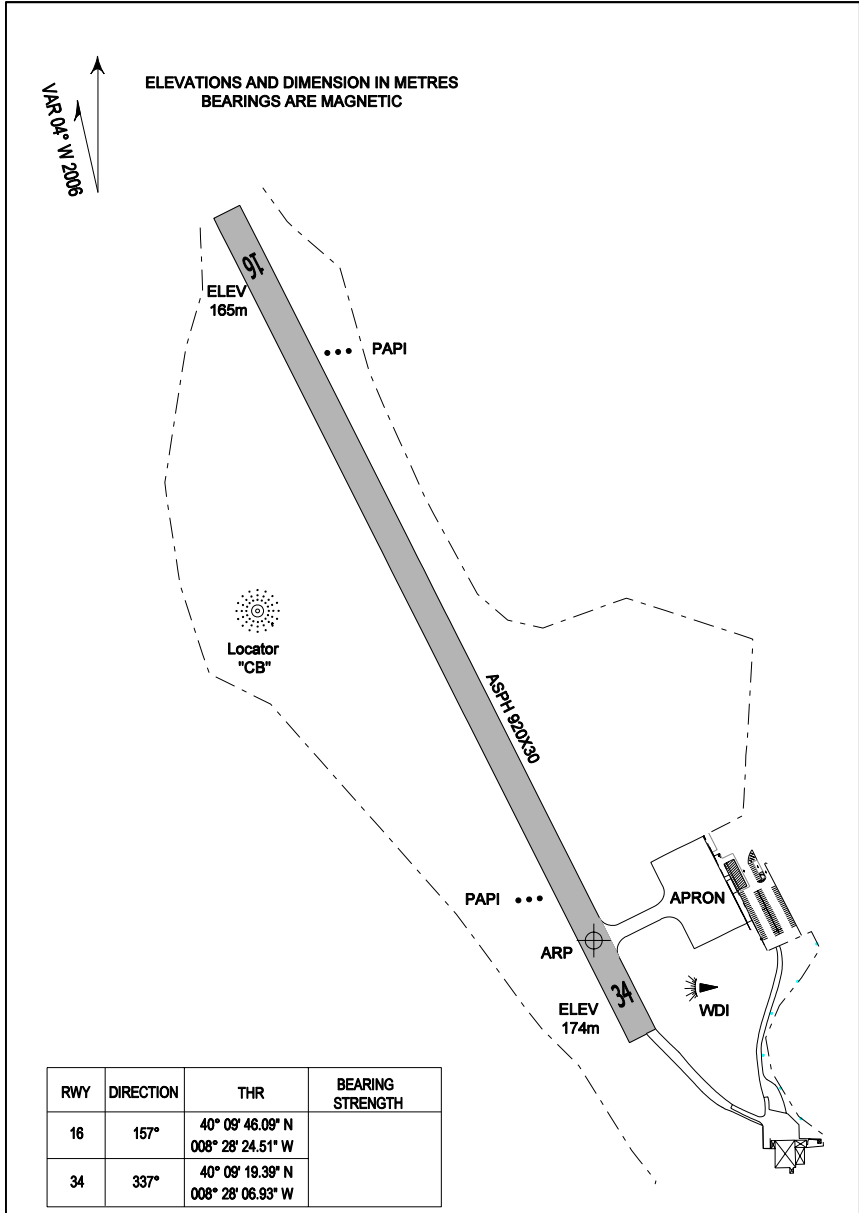 ELEVATIONS AND DIMENSION IN METRES
BEARINGS ARE MAGNETIC
VAR 04° W 2006
16
ELEV
165m
PAPI
Locator
"CB"
ASPH 920X30
PAPI
APRON
ARP
34
ELEV
174m
WDI
RWY DIRECTION THR BEARING STRENGTH
16 157° 40° 09' 46.09" N
008° 28' 24.51" W
34 337° 40° 09' 19.39" N
008° 28' 06.93" W